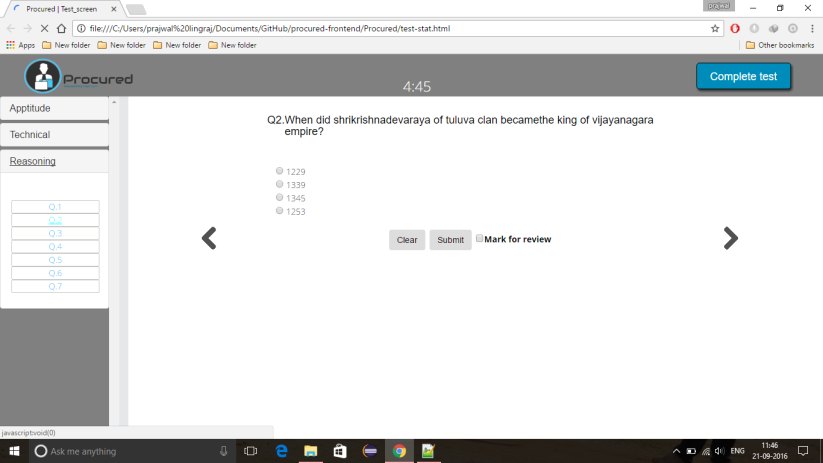 Procured | Test_screen
prajwal
file:///C:/Users/prajwal%20lingraj/Documents/GitHub/procured-frontend/Procured/test-stat.html
Apps New folder New folder New folder New folder Other bookmarks
Procured
4:45
Complete test
Apptitude
Technical
Reasoning
Q.1
Q.2
Q.3
Q.4
Q.5
Q.6
Q.7
Q2.When did shrikrishnadevaraya of tuluva clan becamethe king of vijayanagara
empire?
1229
1339
1345
1253
Clear Submit Mark for review
javascript:void(0)
Ask me anything
ENG
11:46
21-09-2016